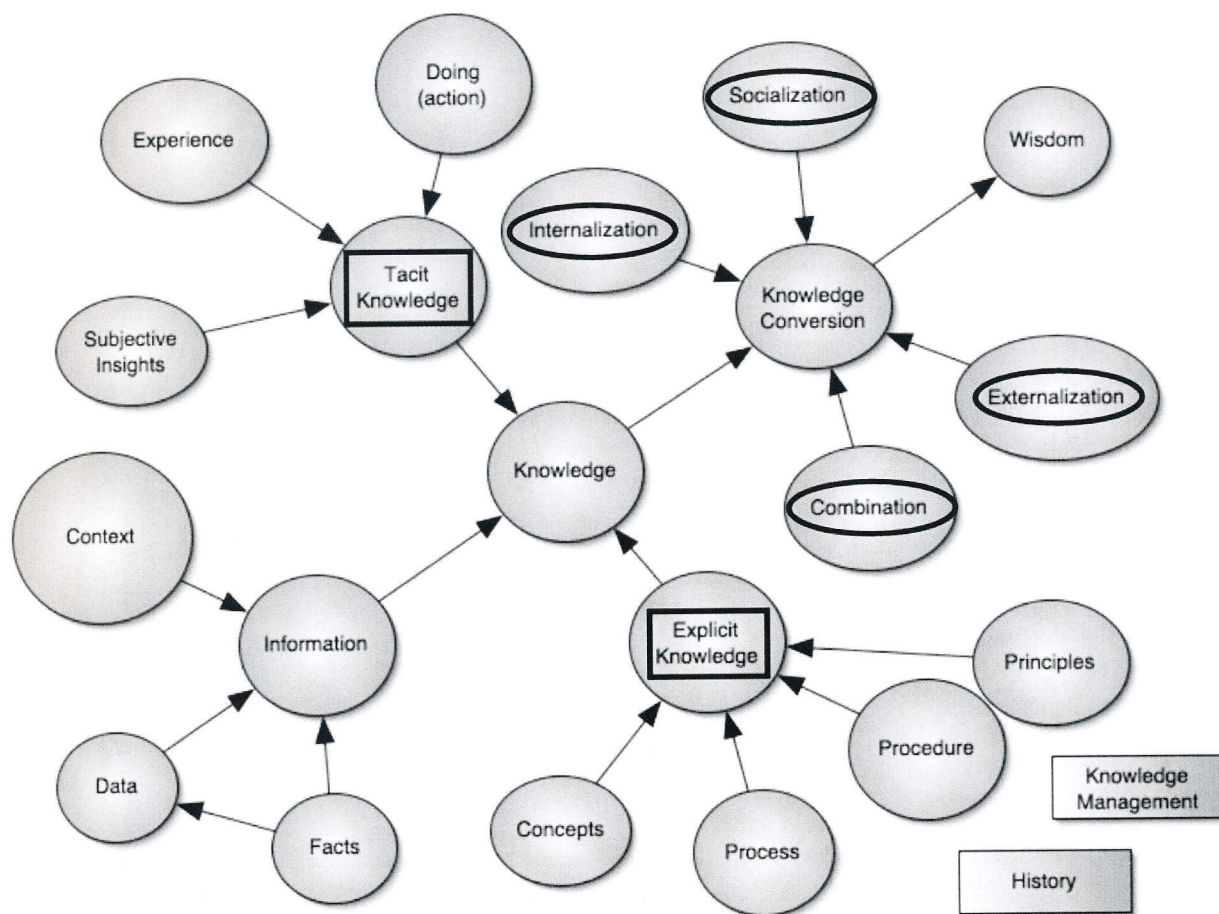 Doing
(action)
Socialization
Experience
Wisdom
Internalization
Tacit
Knowledge
Knowledge
Conversion
Subjective
Insights
Externalization
Knowledge
Combination
Context
Information
Explicit
Knowledge
Principles
Procedure
Data
Knowledge
Management
Concepts
Facts
Process
History